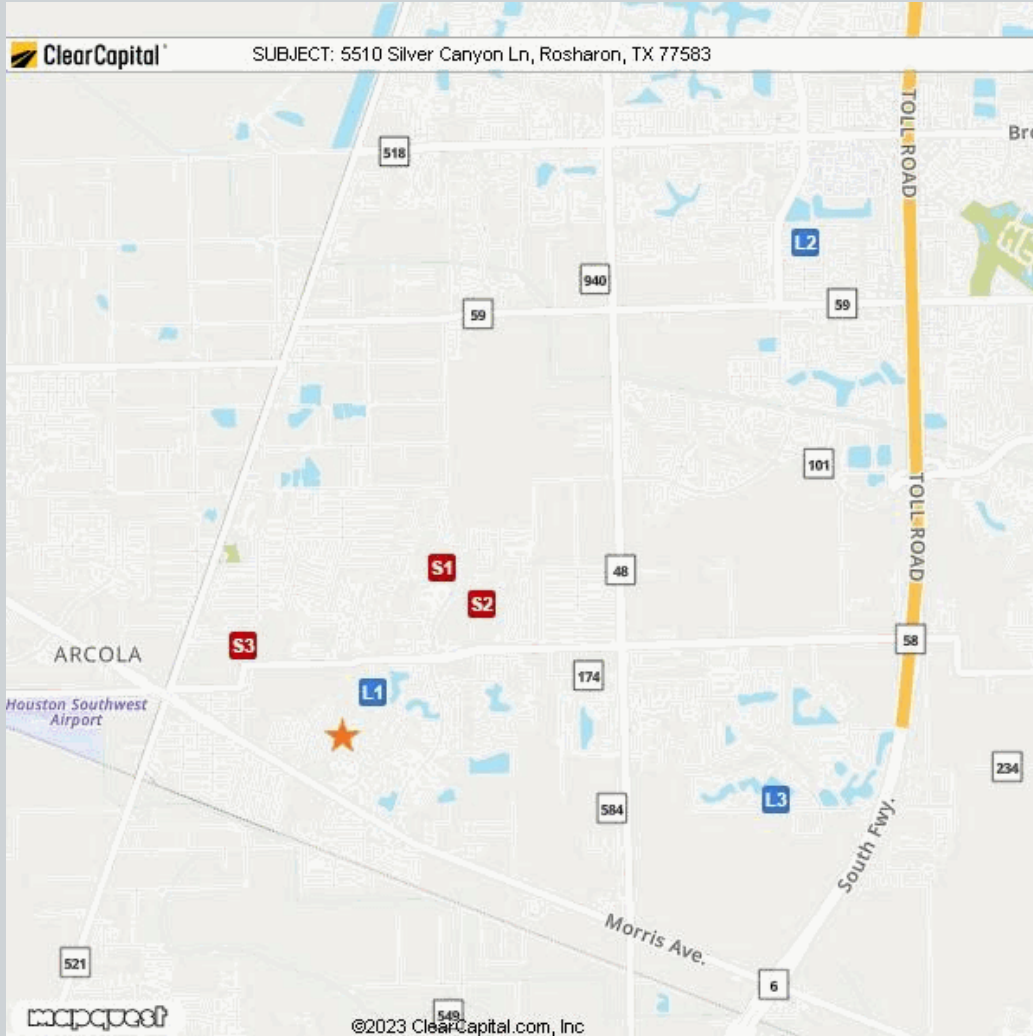 ClearCapital
SUBJECT: 5510 Silver Canyon Ln, Rosharon, TX 77583
TOLL ROAD
518
Bro
L2
940
59
59
101
TOLL ROAD
S1
48
S2
S3
58
ARCOLA
174
L1
Houston Southwest
Airport
234
L3
584
South Fwy.
Morris Ave.
521
6
549
mapquest
©2023 ClearCapital.com, Inc